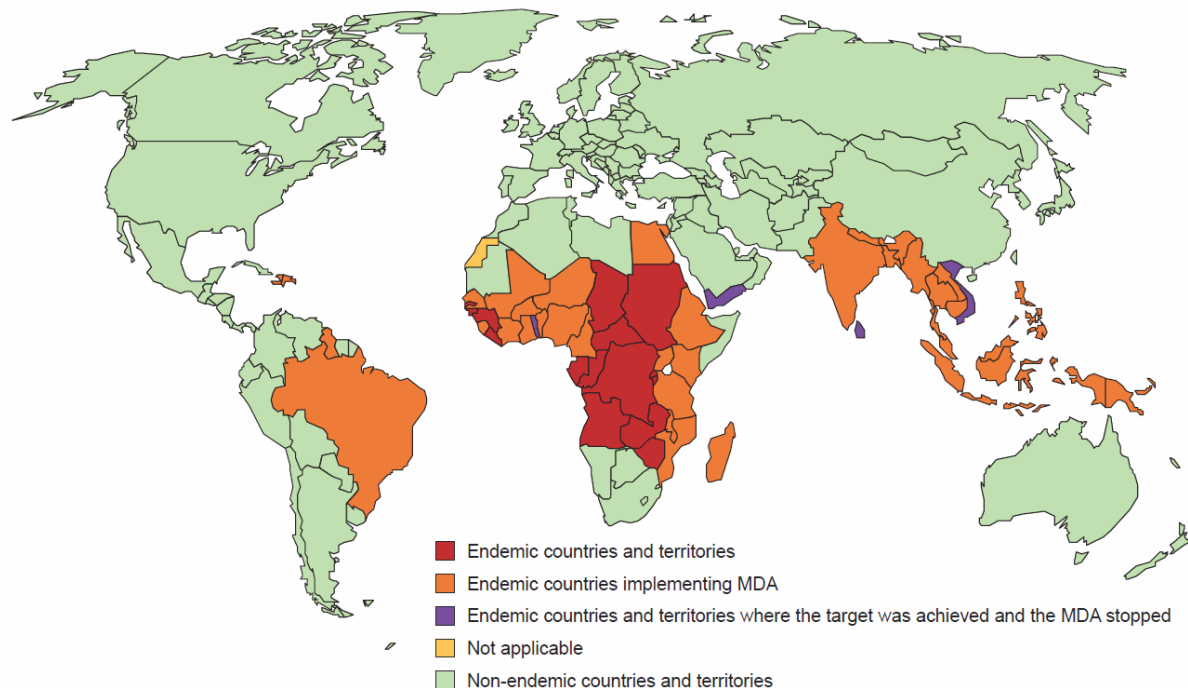 Endemic countries and territories
Endemic countries implementing MDA
Endemic countries and territories where the target was achieved and the MDA stopped
Not applicable
Non-endemic countries and territories